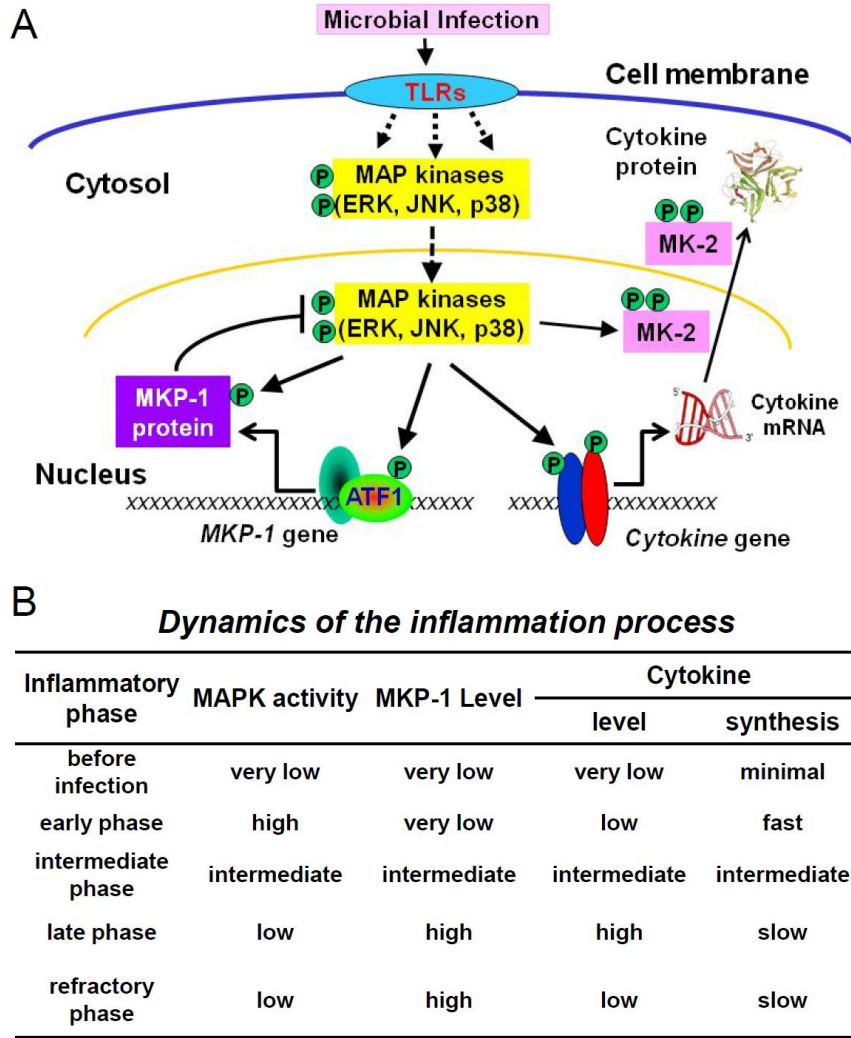 A
Microbial Infection
TLRs
Cell membrane
Cytosol
Cytokine
protein
P
P
MAP kinases
(ERK, JNK, p38)
P P
MK-2
P
P
MAP kinases
(ERK, JNK, p38)
P P
MK-2
MKP-1
protein
P
5'
3'
Cytokine
mRNA
Nucleus
P
ATF1
P
P
xxxxxxxxxxxxxxxxxxxxxxxxxxxxx
xxxxxxxxxxxxxxxxxx
MKP-1 gene
Cytokine gene
B
Dynamics of the inflammation process
Inflammatory phase MAPK activity MKP-1 Level Cytokine
level synthesis
before infection very low very low very low minimal
early phase high very low low fast
intermediate phase intermediate intermediate intermediate intermediate
late phase low high high slow
refractory phase low high low slow